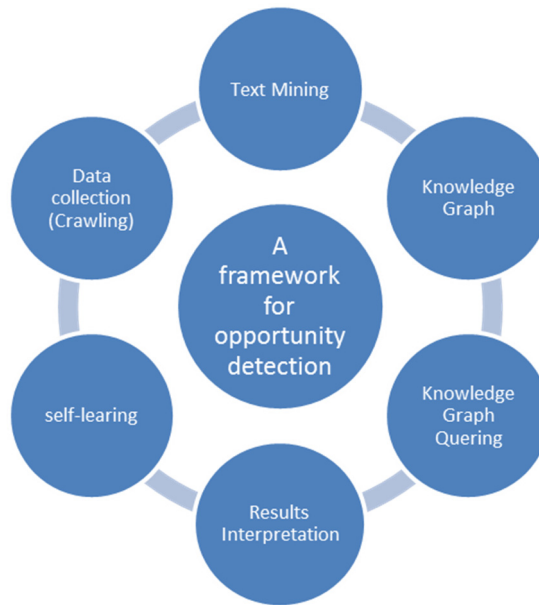 Text Mining
Data
collection
(Crawling)
Knowledge
Graph
A
framework
for
opportunity
detection
self-learing
Knowledge
Graph
Quering
Results
Interpretation